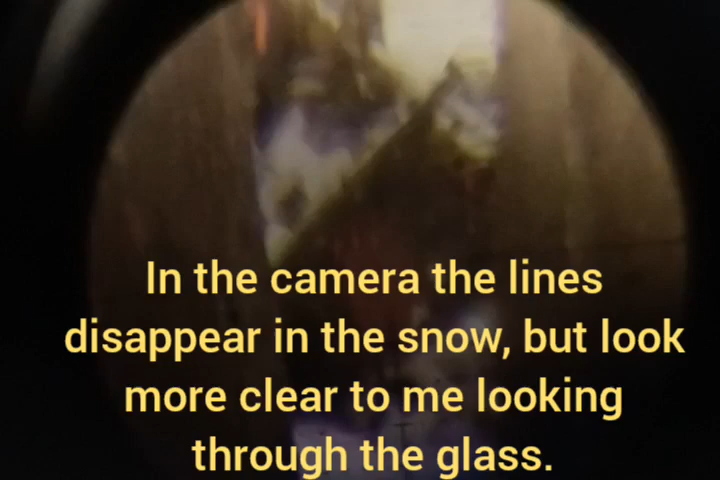 In the camera the lines
disappear in the snow, but look
more clear to me looking
through the glass.